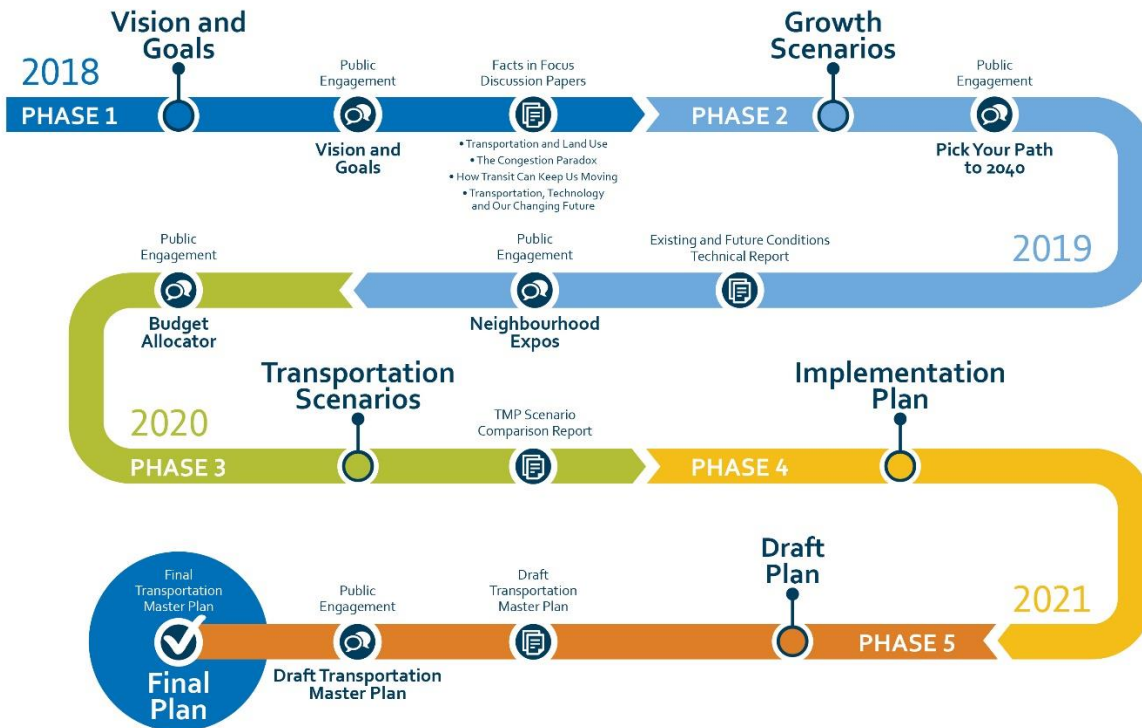 Vision and
Goals
Growth
Scenarios
2018
Public
Engagement
Facts in Focus
Discussion Papers
Public
Engagement
PHASE 1
PHASE 2
Vision and
Goals
• Transportation and Land Use
• The Congestion Paradox
• How Transit Can Keep Us Moving
• Transportation, Technology
and Our Changing Future
Pick Your Path
to 2040
Public
Engagement
Public
Engagement
Existing and Future Conditions
Technical Report
2019
Budget
Allocator
Neighbourhood
Expos
Transportation
Scenarios
Implementation
Plan
2020
TMP Scenario
Comparison Report
PHASE 3
PHASE 4
Draft
Plan
Final
Transportation
Master Plan
Public
Engagement
Draft
Transportation
Master Plan
2021
PHASE 5
Final
Plan
Draft Transportation
Master Plan